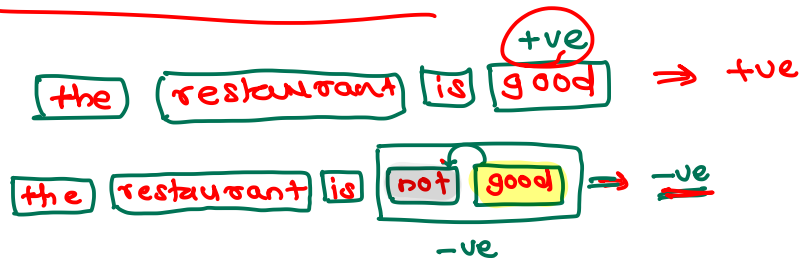 +ve
the restaurant is good ⇒ +ve
the restaurant is not good ⇒ -ve
-ve